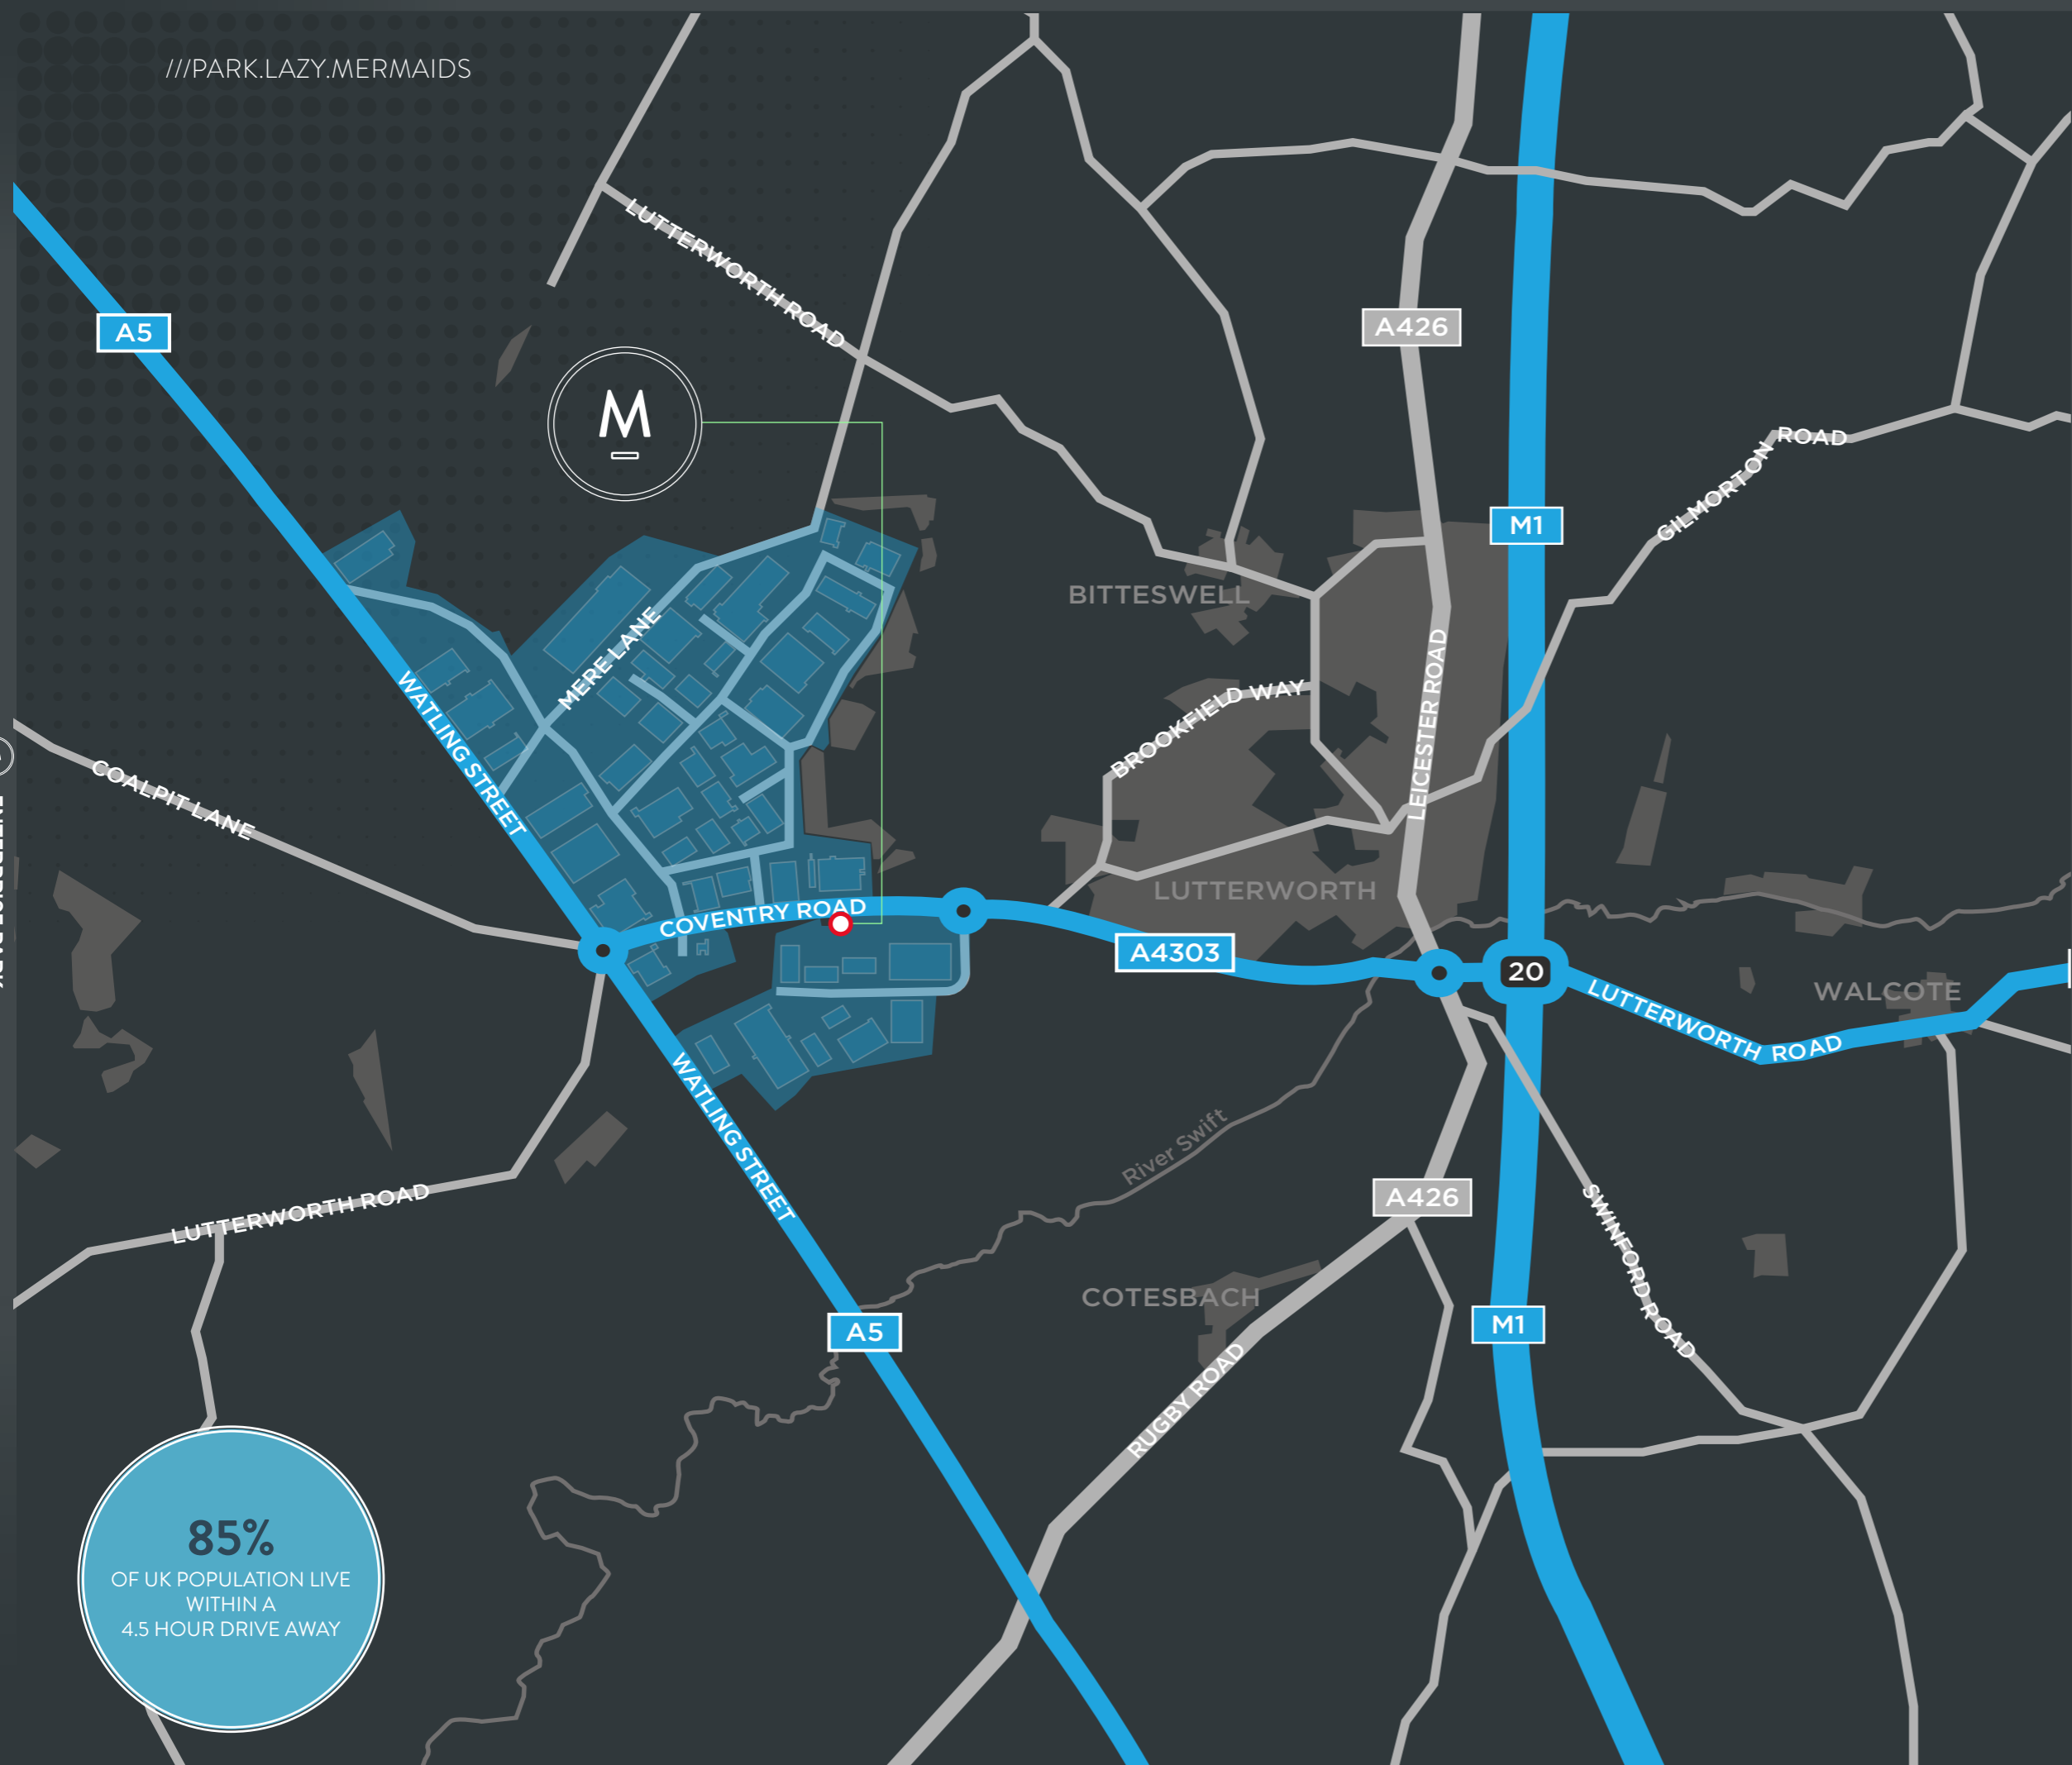 ///PARK.LAZY.MERMAIDS
LUTTERWORTH ROAD
A5
A426
M
ROAD
GILMORTON
M1
BITTESWELL
MERE LANE
LEICESTER ROAD
BROOKFIELD WAY
WATLING STREET
COALPIT LANE
LUTTERWORTH
COVENTRY ROAD
A4303
20
WALCOTE
LUTTERWORTH ROAD
WATLING STREET
River Swift
LUTTERWORTH ROAD
A426
SWINFORD ROAD
COTESBACH
A5
M1
RUGBY ROAD
85%
OF UK POPULATION LIVE
WITHIN A
4.5 HOUR DRIVE AWAY